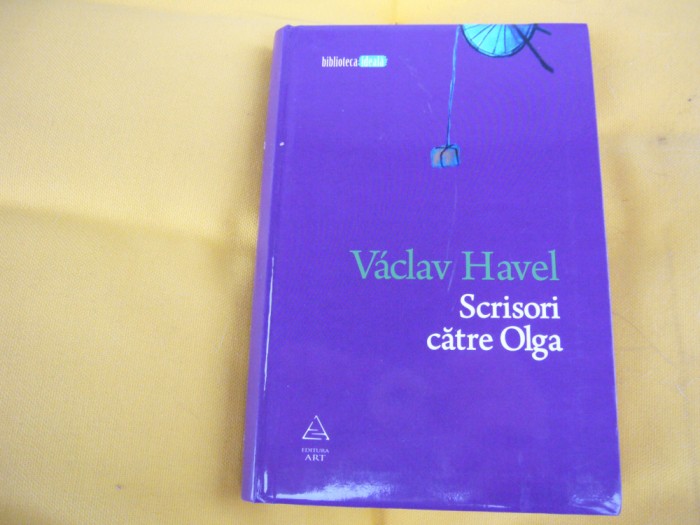 biblioteca ideală
Václav Havel
Scrisori
către Olga
EDITURA
ART